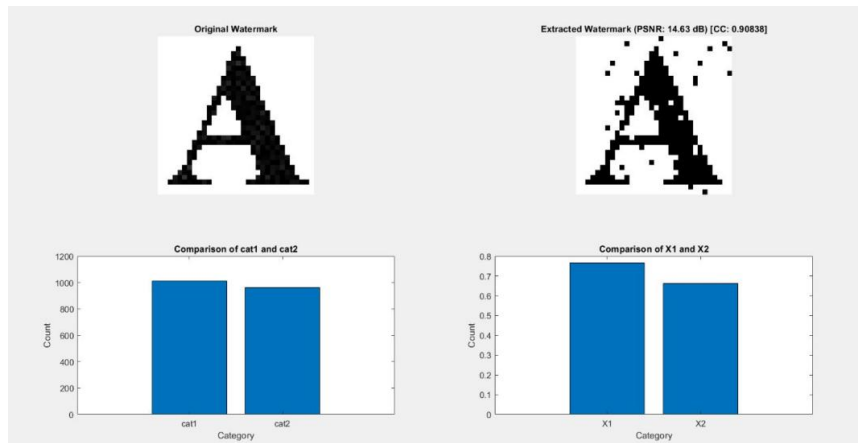 Original Watermark
A
Extracted Watermark (PSNR: 14.63 dB) [CC: 0.90838]
A
Comparison of cat1 and cat2
1200
1000
800
600
400
200
0
Count
cat1 cat2
Category
Comparison of X1 and X2
0.8
0.7
0.6
0.5
0.4
0.3
0.2
0.1
0
Count
X1 X2
Category